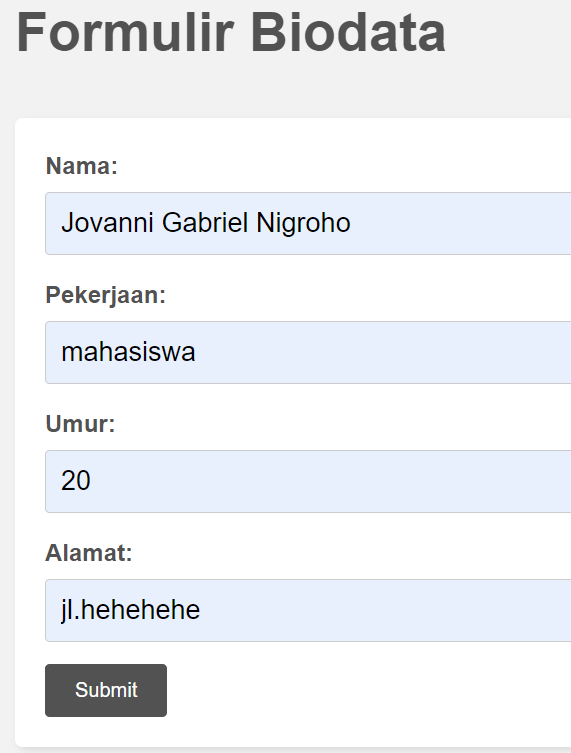 Formulir Biodata
Nama:
Jovanni Gabriel Nigroho
Pekerjaan:
mahasiswa
Umur:
20
Alamat:
jl.hehehehe
Submit